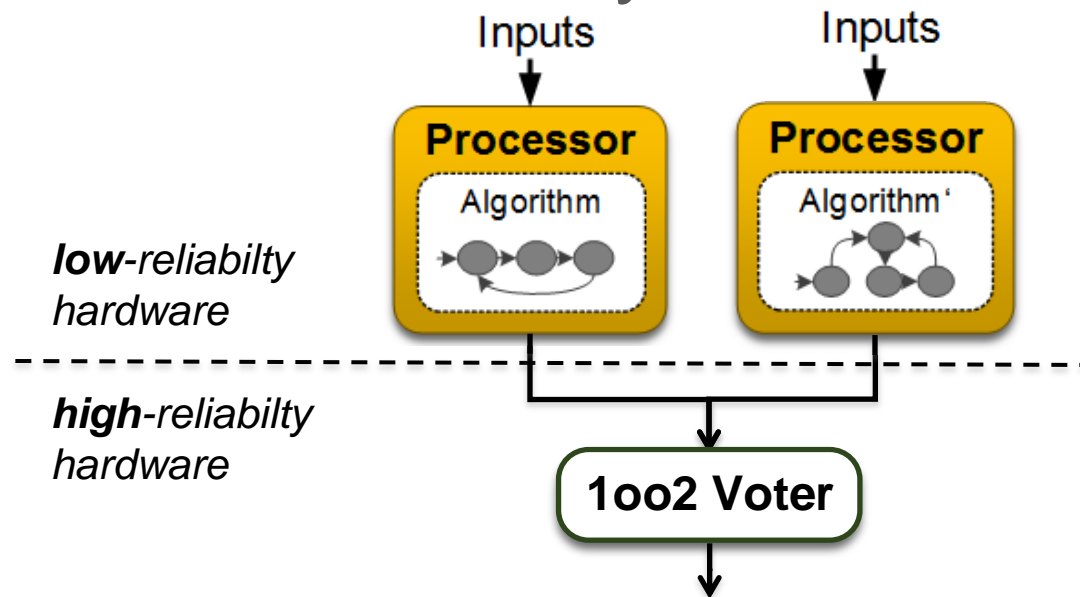 Inputs
Inputs
Processor
Processor
Algorithm
Algorithm‘
low-reliabilty
hardware
high-reliabilty
hardware
1oo2 Voter